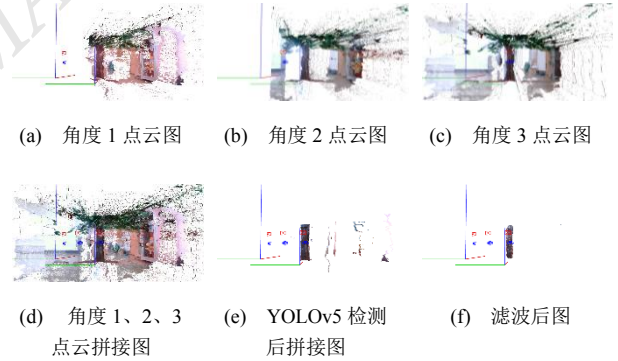 (a) 角度 1 点云图
(b) 角度 2 点云图
(c) 角度 3 点云图
(d) 角度 1、2、3
点云拼接图
(e) YOLOv5 检测
后拼接图
(f) 滤波后图